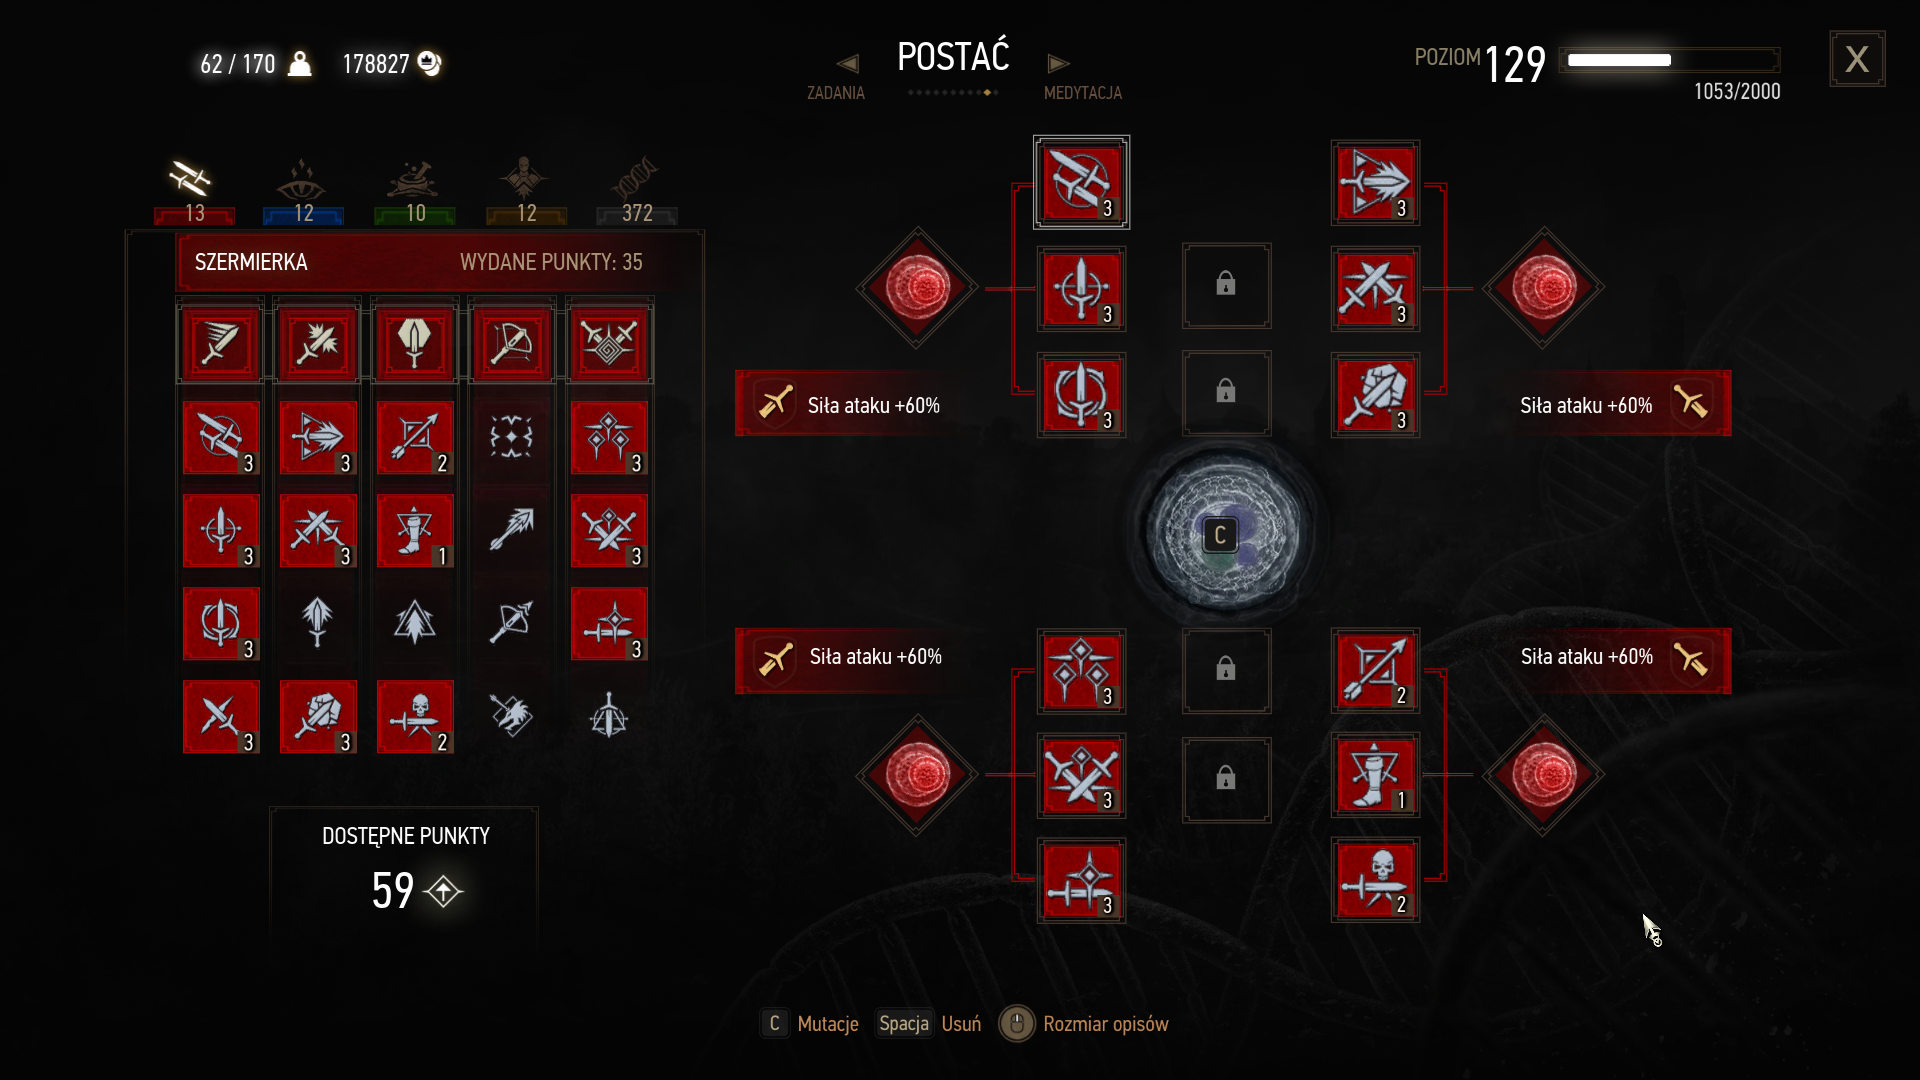 62 / 170
178827
POSTAĆ
ZADANIA
MEDYTACJA
POZIOM 129
1053/2000
X
13
12
10
12
372
SZERMIERKA
WYDANE PUNKTY: 35
3
3
2
3
3
3
1
3
3
3
3
3
2
DOSTĘPNE PUNKTY
59
3
3
3
3
3
3
Siła ataku +60%
Siła ataku +60%
C
Siła ataku +60%
Siła ataku +60%
3
2
3
1
3
2
C Mutacje
Spacja Usuń
Rozmiar opisów